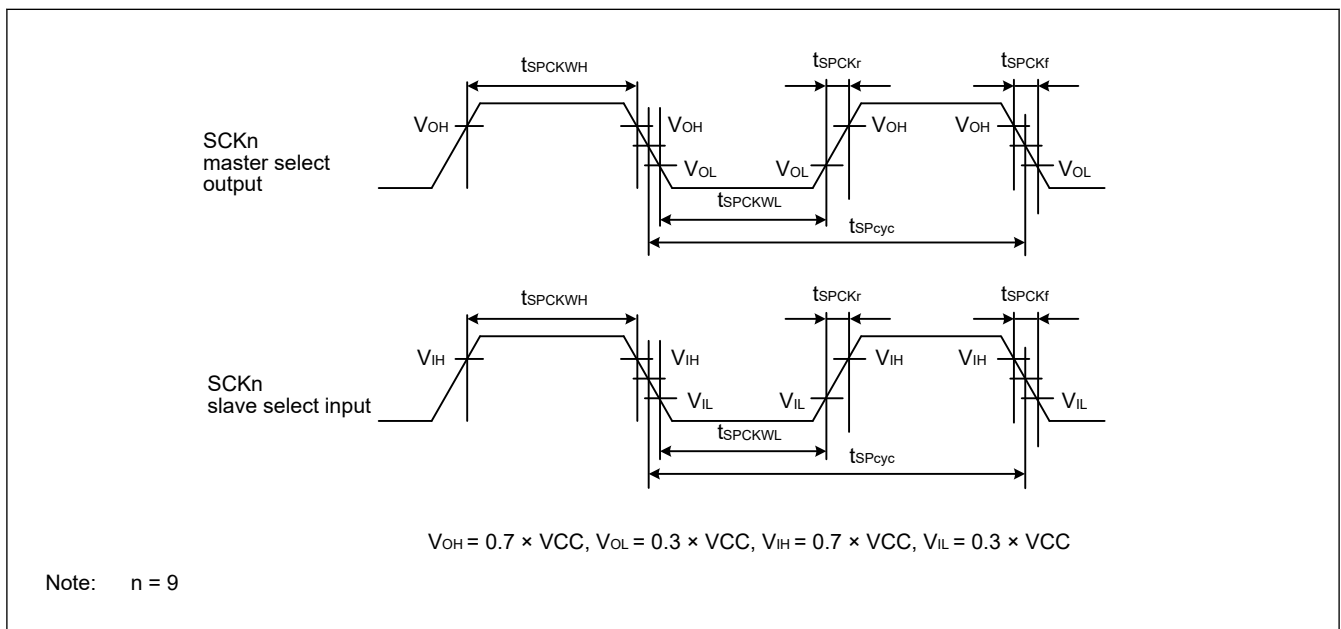 tSPCKWH
tSPCKr
tSPCKf
VOH
VOH
VOH
VOH
SCKn
master select
output
VOL
VOL
VOL
tSPCKWL
tSPcyc
tSPCKWH
tSPCKr
tSPCKf
VIH
VIH
VIH
VIH
SCKn
slave select input
VIL
VIL
VIL
tSPCKWL
tSPcyc
VOH = 0.7 × VCC, VOL = 0.3 × VCC, VIH = 0.7 × VCC, VIL = 0.3 × VCC
Note: n = 9